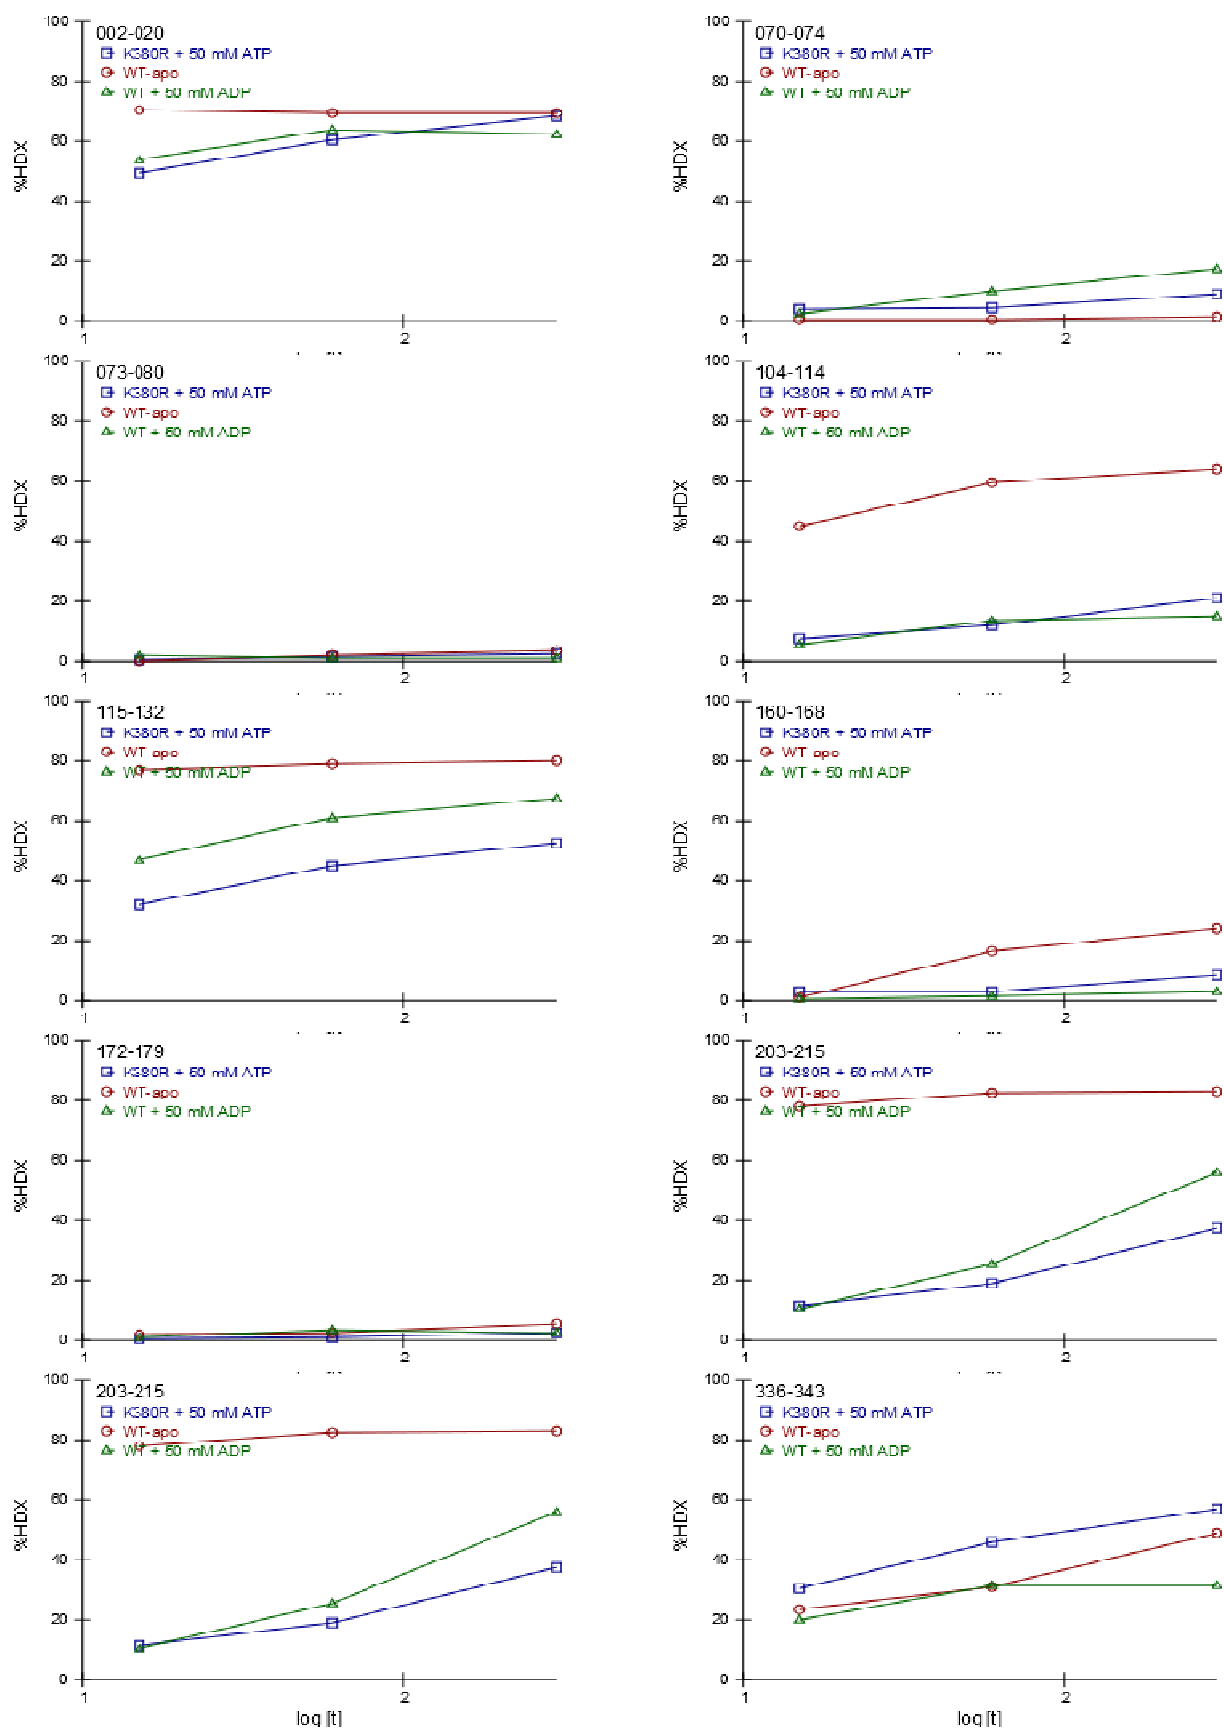 002-020
K380R + 50 mM ATP
WT-apo
WT + 50 mM ADP
%HDX
100
80
60
40
20
0
1
2
070-074
K380R + 50 mM ATP
WT-apo
WT + 50 mM ADP
%HDX
100
80
60
40
20
0
1
2
073-080
K380R + 50 mM ATP
WT-apo
WT + 50 mM ADP
%HDX
100
80
60
40
20
0
1
2
104-114
K380R + 50 mM ATP
WT-apo
WT + 50 mM ADP
%HDX
100
80
60
40
20
0
1
2
115-132
K380R + 50 mM ATP
WT-apo
WT + 50 mM ADP
%HDX
100
80
60
40
20
0
1
2
160-168
K380R + 50 mM ATP
WT-apo
WT + 50 mM ADP
%HDX
100
80
60
40
20
0
1
2
172-179
K380R + 50 mM ATP
WT-apo
WT + 50 mM ADP
%HDX
100
80
60
40
20
0
1
2
203-215
K380R + 50 mM ATP
WT-apo
WT + 50 mM ADP
%HDX
100
80
60
40
20
0
1
2
203-215
K380R + 50 mM ATP
WT-apo
WT + 50 mM ADP
%HDX
100
80
60
40
20
0
1
2
log [t]
336-343
K380R + 50 mM ATP
WT-apo
WT + 50 mM ADP
%HDX
100
80
60
40
20
0
1
2
log [t]